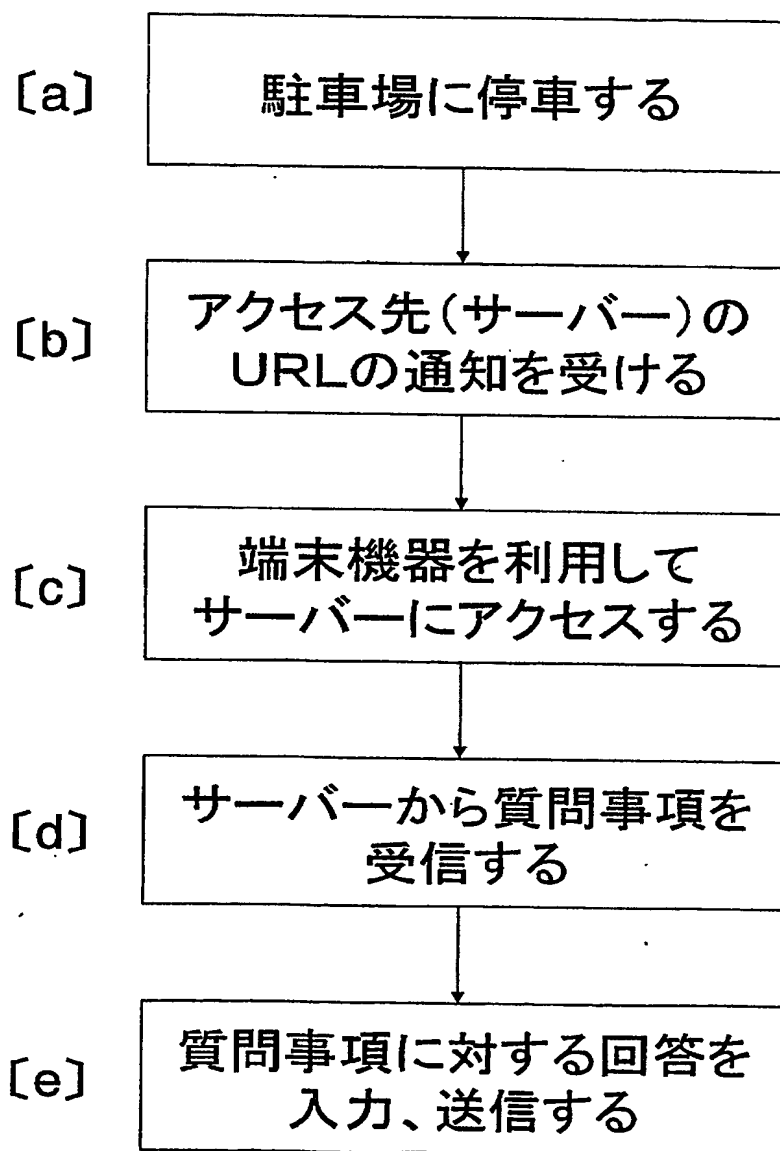 〔a〕
駐車場に停車する
〔b〕
アクセス先(サーバー)の
URLの通知を受ける
〔c〕
端末機器を利用して
サーバーにアクセスする
〔d〕
サーバーから質問事項を
受信する
〔e〕
質問事項に対する回答を
入力、送信する